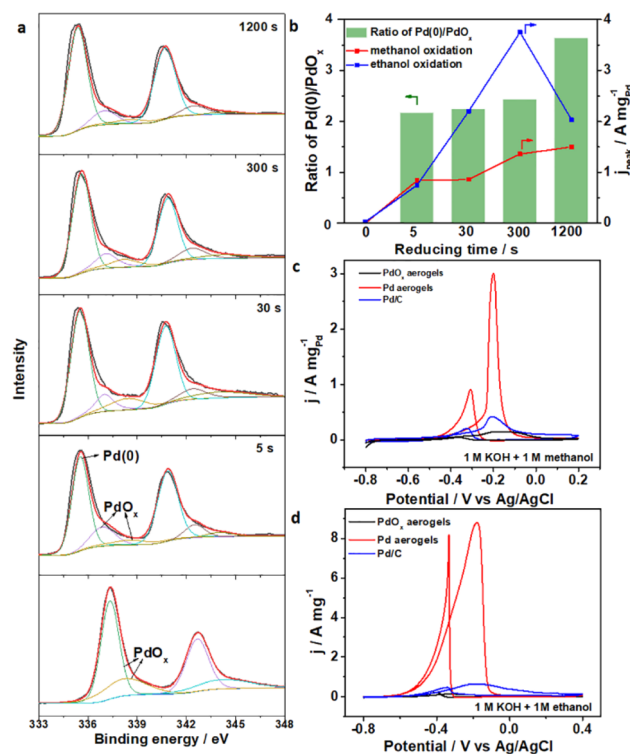 a
1200 s
300 s
30 s
5 s
Pd(0)
PdOx
PdOx
Intensity
333 336 339 342 345 348
Binding energy / eV
b
Ratio of Pd(0)/PdOx
methanol oxidation
ethanol oxidation
Ratio of Pd(0)/PdOx
4
3
2
1
0
4
3
2
1
0
jpeak / A mg-1Pd
0 5 30 300 1200
Reducing time / s
c
PdOx aerogels
Pd aerogels
Pd/C
j / A mg-1Pd
3
2
1
0
1 M KOH + 1 M methanol
-0.8 -0.6 -0.4 -0.2 0.0 0.2
Potential / V vs Ag/AgCl
d
PdOx aerogels
Pd aerogels
Pd/C
j / A mg-1
8
6
4
2
0
1 M KOH + 1M ethanol
-0.8 -0.4 0.0 0.4
Potential / V vs Ag/AgCl